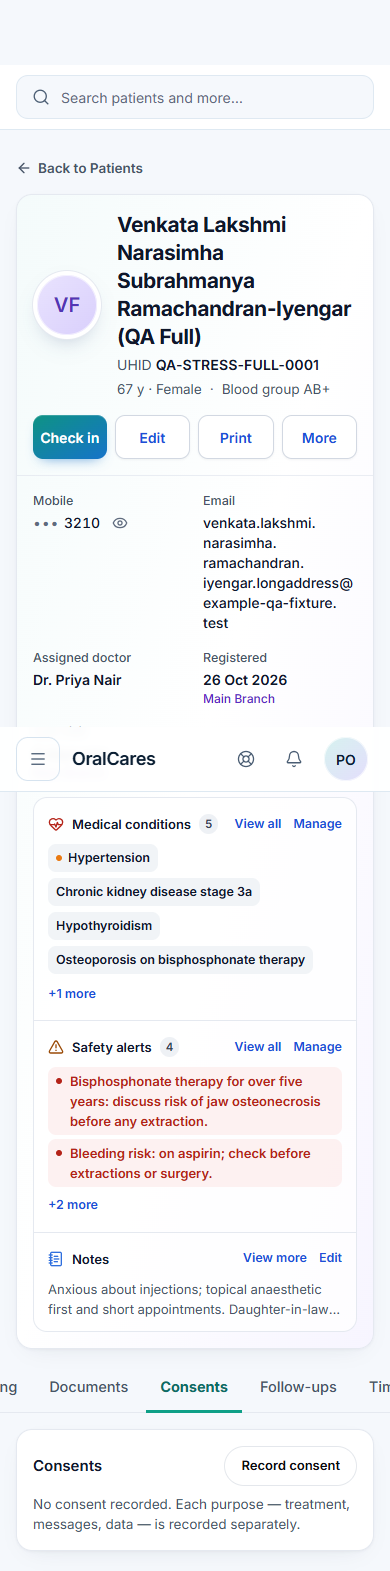 Search patients and more...
Back to Patients
VF
Venkata Lakshmi
Narasimha
Subrahmanya
Ramachandran-Iyengar
(QA Full)
UHID QA-STRESS-FULL-0001
67 y · Female · Blood group AB+
Check in Edit Print More
Mobile
••• 3210
Email
venkata.lakshmi.
narasimha.
ramachandran.
iyengar.longaddress@
example-qa-fixture.
test
Assigned doctor
Dr. Priya Nair
Registered
26 Oct 2026
Main Branch
OralCares PO
Medical conditions 5 View all Manage
Hypertension
Chronic kidney disease stage 3a
Hypothyroidism
Osteoporosis on bisphosphonate therapy
+1 more
Safety alerts 4 View all Manage
Bisphosphonate therapy for over five
years: discuss risk of jaw osteonecrosis
before any extraction.
Bleeding risk: on aspirin; check before
extractions or surgery.
+2 more
Notes View more Edit
Anxious about injections; topical anaesthetic
first and short appointments. Daughter-in-law...
ng Documents Consents Follow-ups Tim
Consents Record consent
No consent recorded. Each purpose — treatment,
messages, data — is recorded separately.